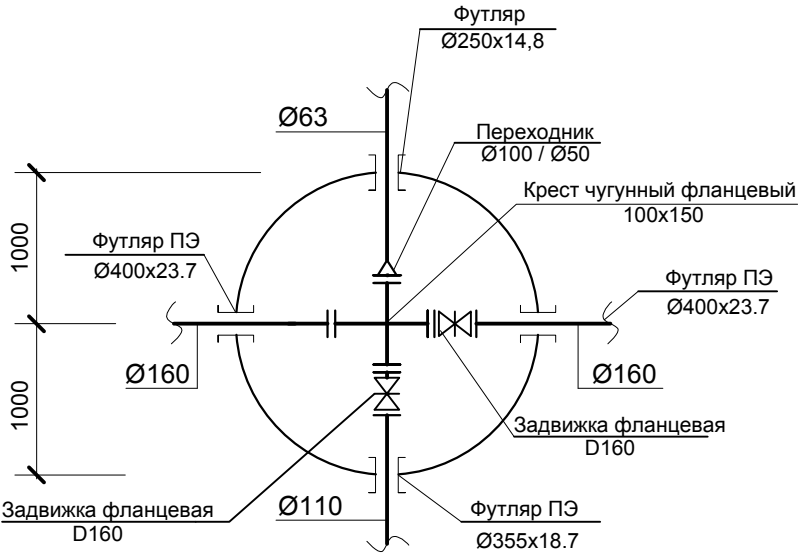 Футляр
Ø250x14,8
Ø63
Переходник
Ø100 / Ø50
Крест чугунный фланцевый
100x150
1000
Футляр ПЭ
Ø400x23.7
Футляр ПЭ
Ø400x23.7
Ø160
Ø160
1000
Задвижка фланцевая
D160
Задвижка фланцевая
D160
Ø110
Футляр ПЭ
Ø355x18.7